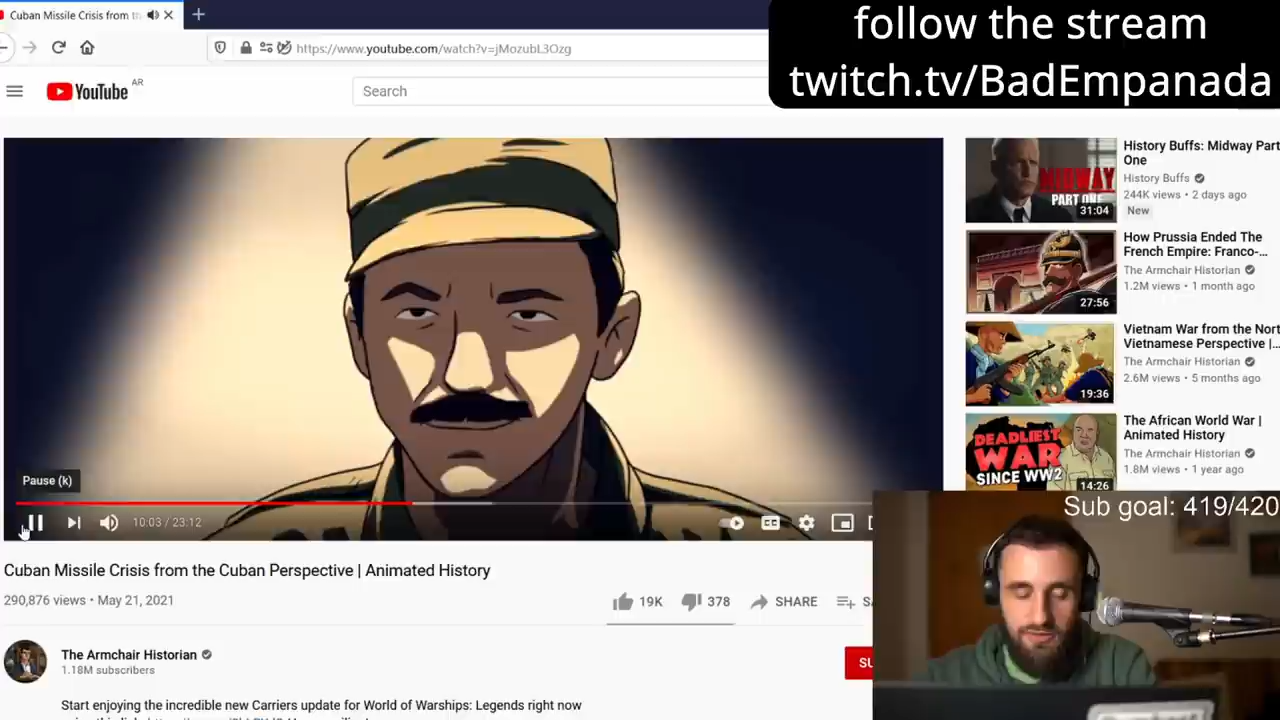 Cuban Missile Crisis from th
follow the stream
twitch.tv/BadEmpanada
https://www.youtube.com/watch?v=jMozubL3Ozg
YouTube AR
Search
History Buffs: Midway Part
One
History Buffs
244K views • 2 days ago
New
MIDWAY
PART ONE
31:04
How Prussia Ended The
French Empire: Franco-...
The Armchair Historian
1.2M views • 1 month ago
27:56
Vietnam War from the Nort
Vietnamese Perspective |...
The Armchair Historian
2.6M views • 5 months ago
19:36
The African World War |
Animated History
The Armchair Historian
1.8M views • 1 year ago
DEADLIEST
WAR
SINCE WW2
14:26
Pause (k)
10:03 / 23:12
CC
Sub goal: 419/420
Cuban Missile Crisis from the Cuban Perspective | Animated History
290,876 views • May 21, 2021
19K
378
SHARE
SA
The Armchair Historian
1.18M subscribers
SU
Start enjoying the incredible new Carriers update for World of Warships: Legends right now